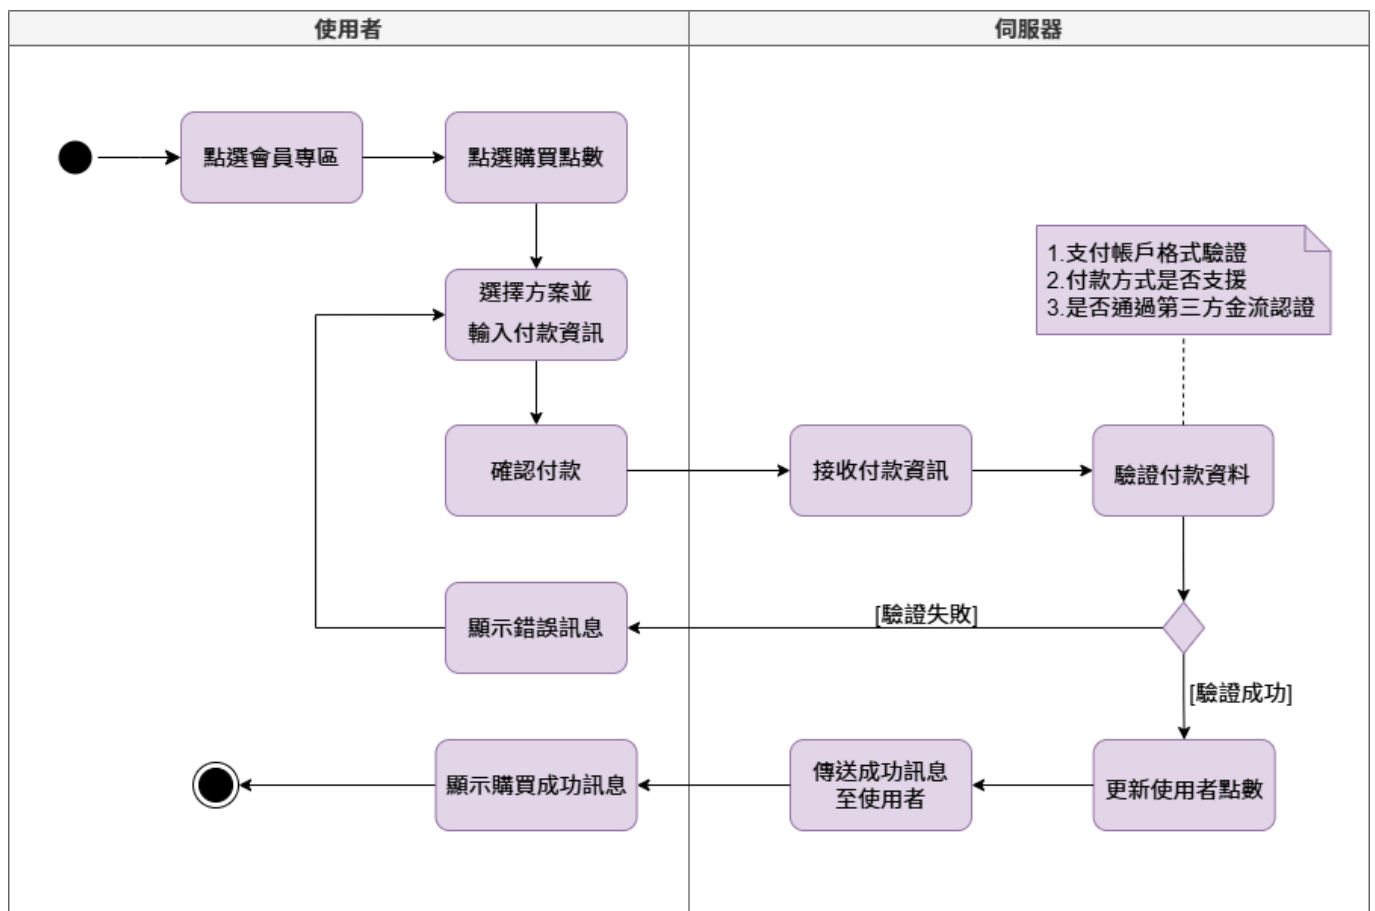 使用者
伺服器
點選會員專區
點選購買點數
1.支付帳戶格式驗證
2.付款方式是否支援
3.是否通過第三方金流認證
選擇方案並
輸入付款資訊
確認付款
接收付款資訊
驗證付款資料
顯示錯誤訊息
[驗證失敗]
[驗證成功]
顯示購買成功訊息
傳送成功訊息
至使用者
更新使用者點數